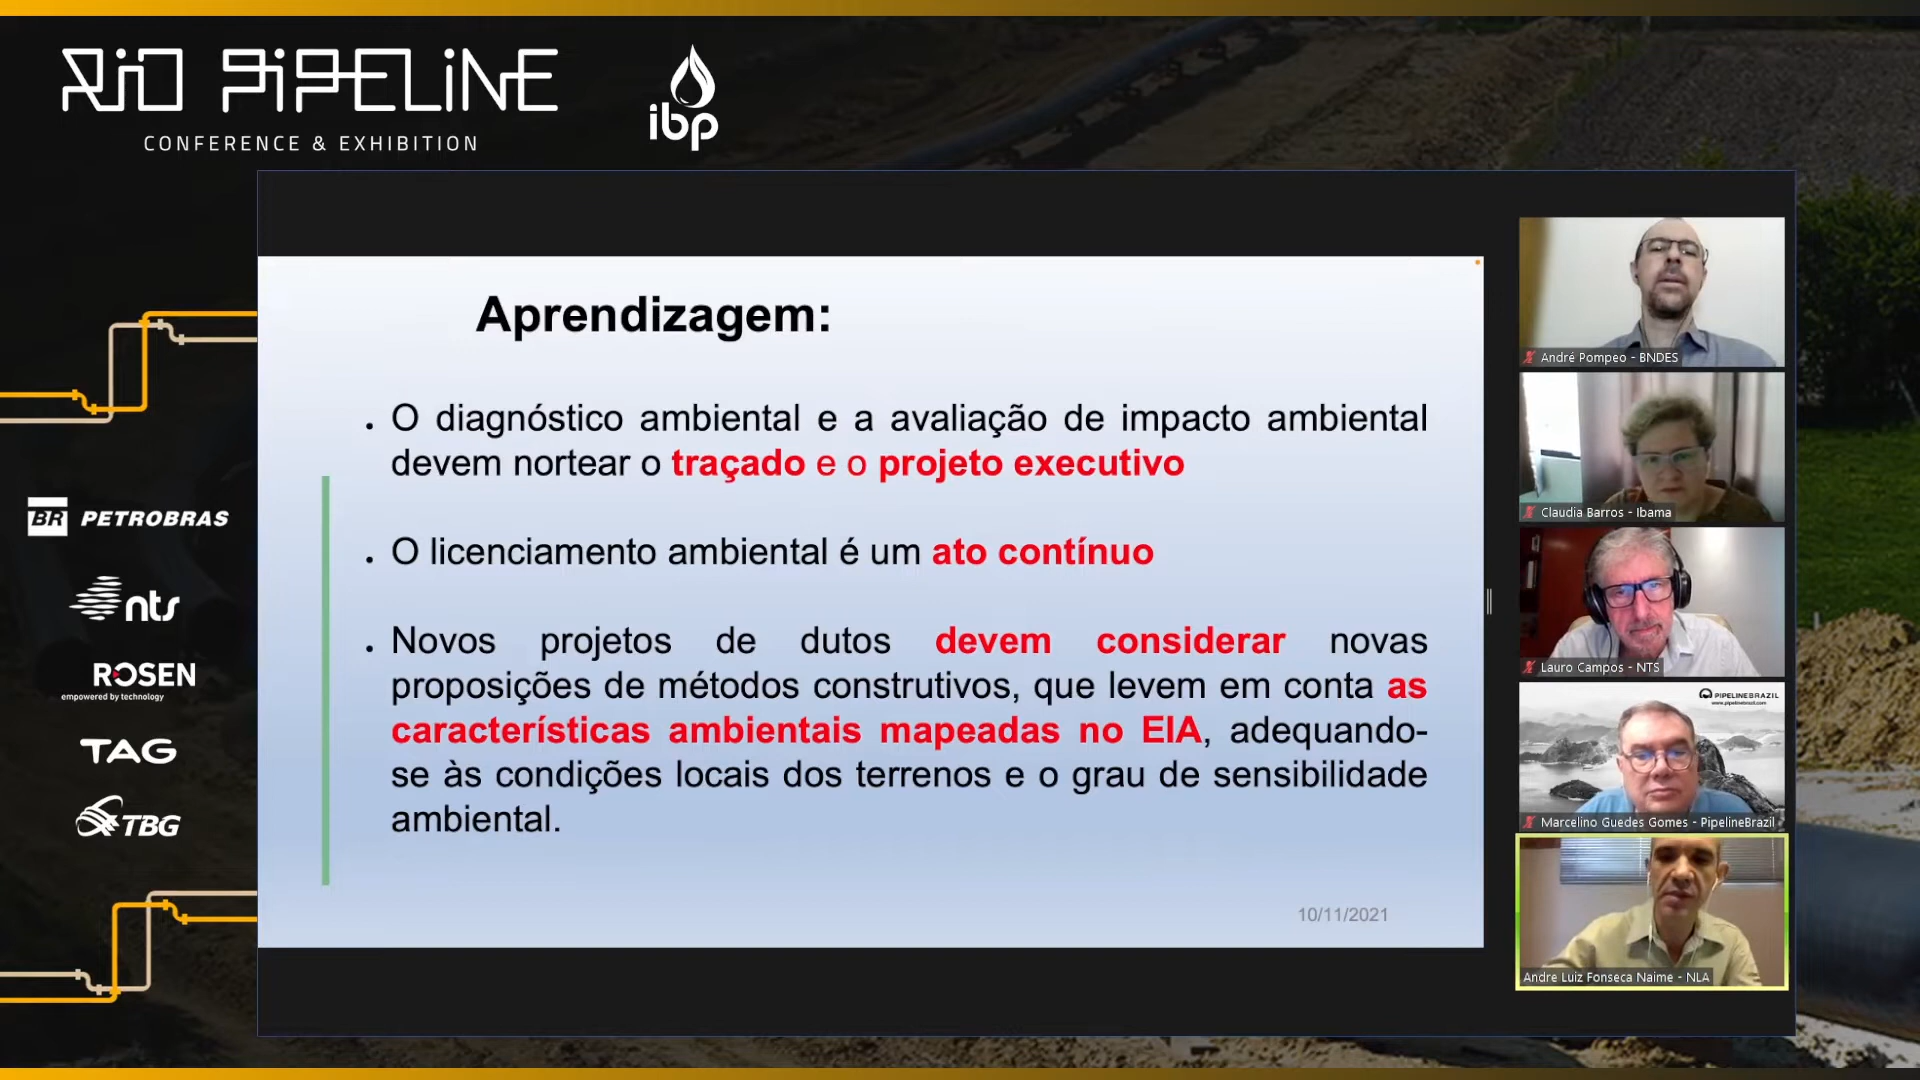 RIO PIPELINE
CONFERENCE & EXHIBITION
ibp
BR PETROBRAS
nts
ROSEN
empowered by technology
TAG
TBG
Aprendizagem:
. O diagnóstico ambiental e a avaliação de impacto ambiental
devem nortear o traçado e o projeto executivo
. O licenciamento ambiental é um ato contínuo
. Novos projetos de dutos devem considerar novas
proposições de métodos construtivos, que levem em conta as
características ambientais mapeadas no EIA, adequando-
se às condições locais dos terrenos e o grau de sensibilidade
ambiental.
10/11/2021
André Pompeo - BNDES
Claudia Barros - Ibama
Lauro Campos - NTS
PIPELINEBRAZIL
www.pipelinebrazil.com
Marcelino Guedes Gomes - PipelineBrazil
Andre Luiz Fonseca Naime - NLA